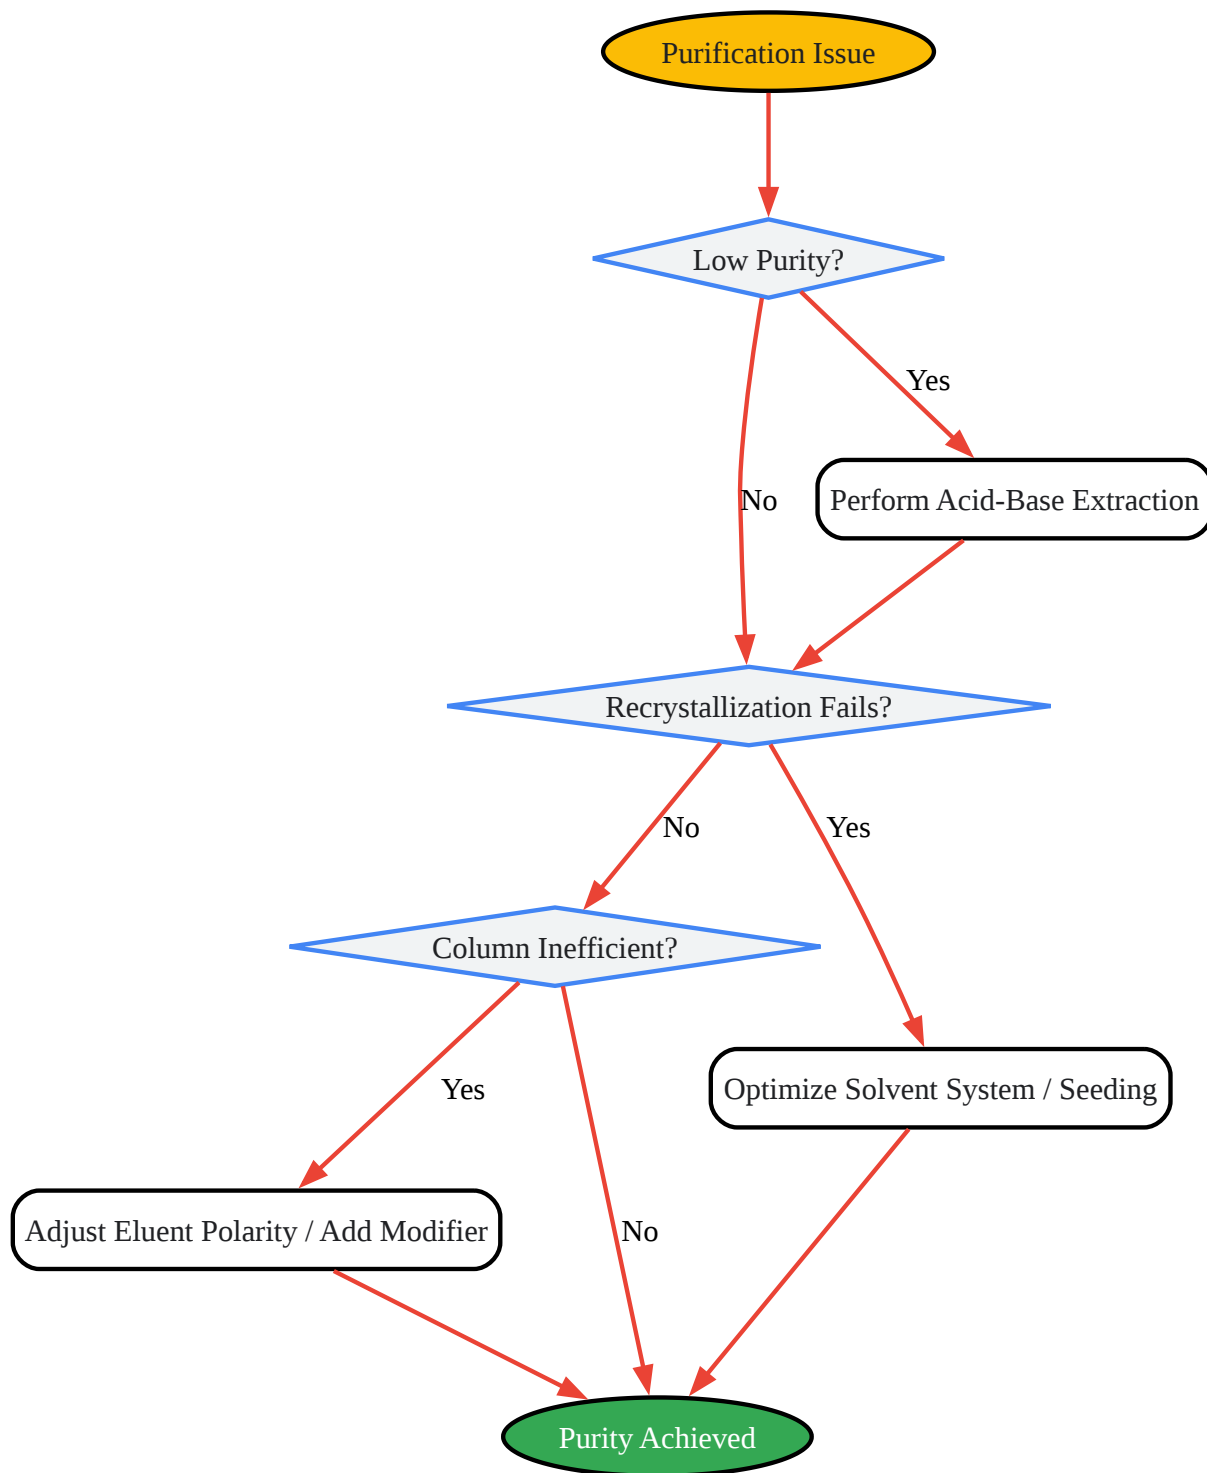 Purification Issue
Low Purity?
Yes
No
Perform Acid-Base Extraction
Recrystallization Fails?
No
Yes
Column Inefficient?
Yes
Optimize Solvent System / Seeding
Adjust Eluent Polarity / Add Modifier
No
Purity Achieved